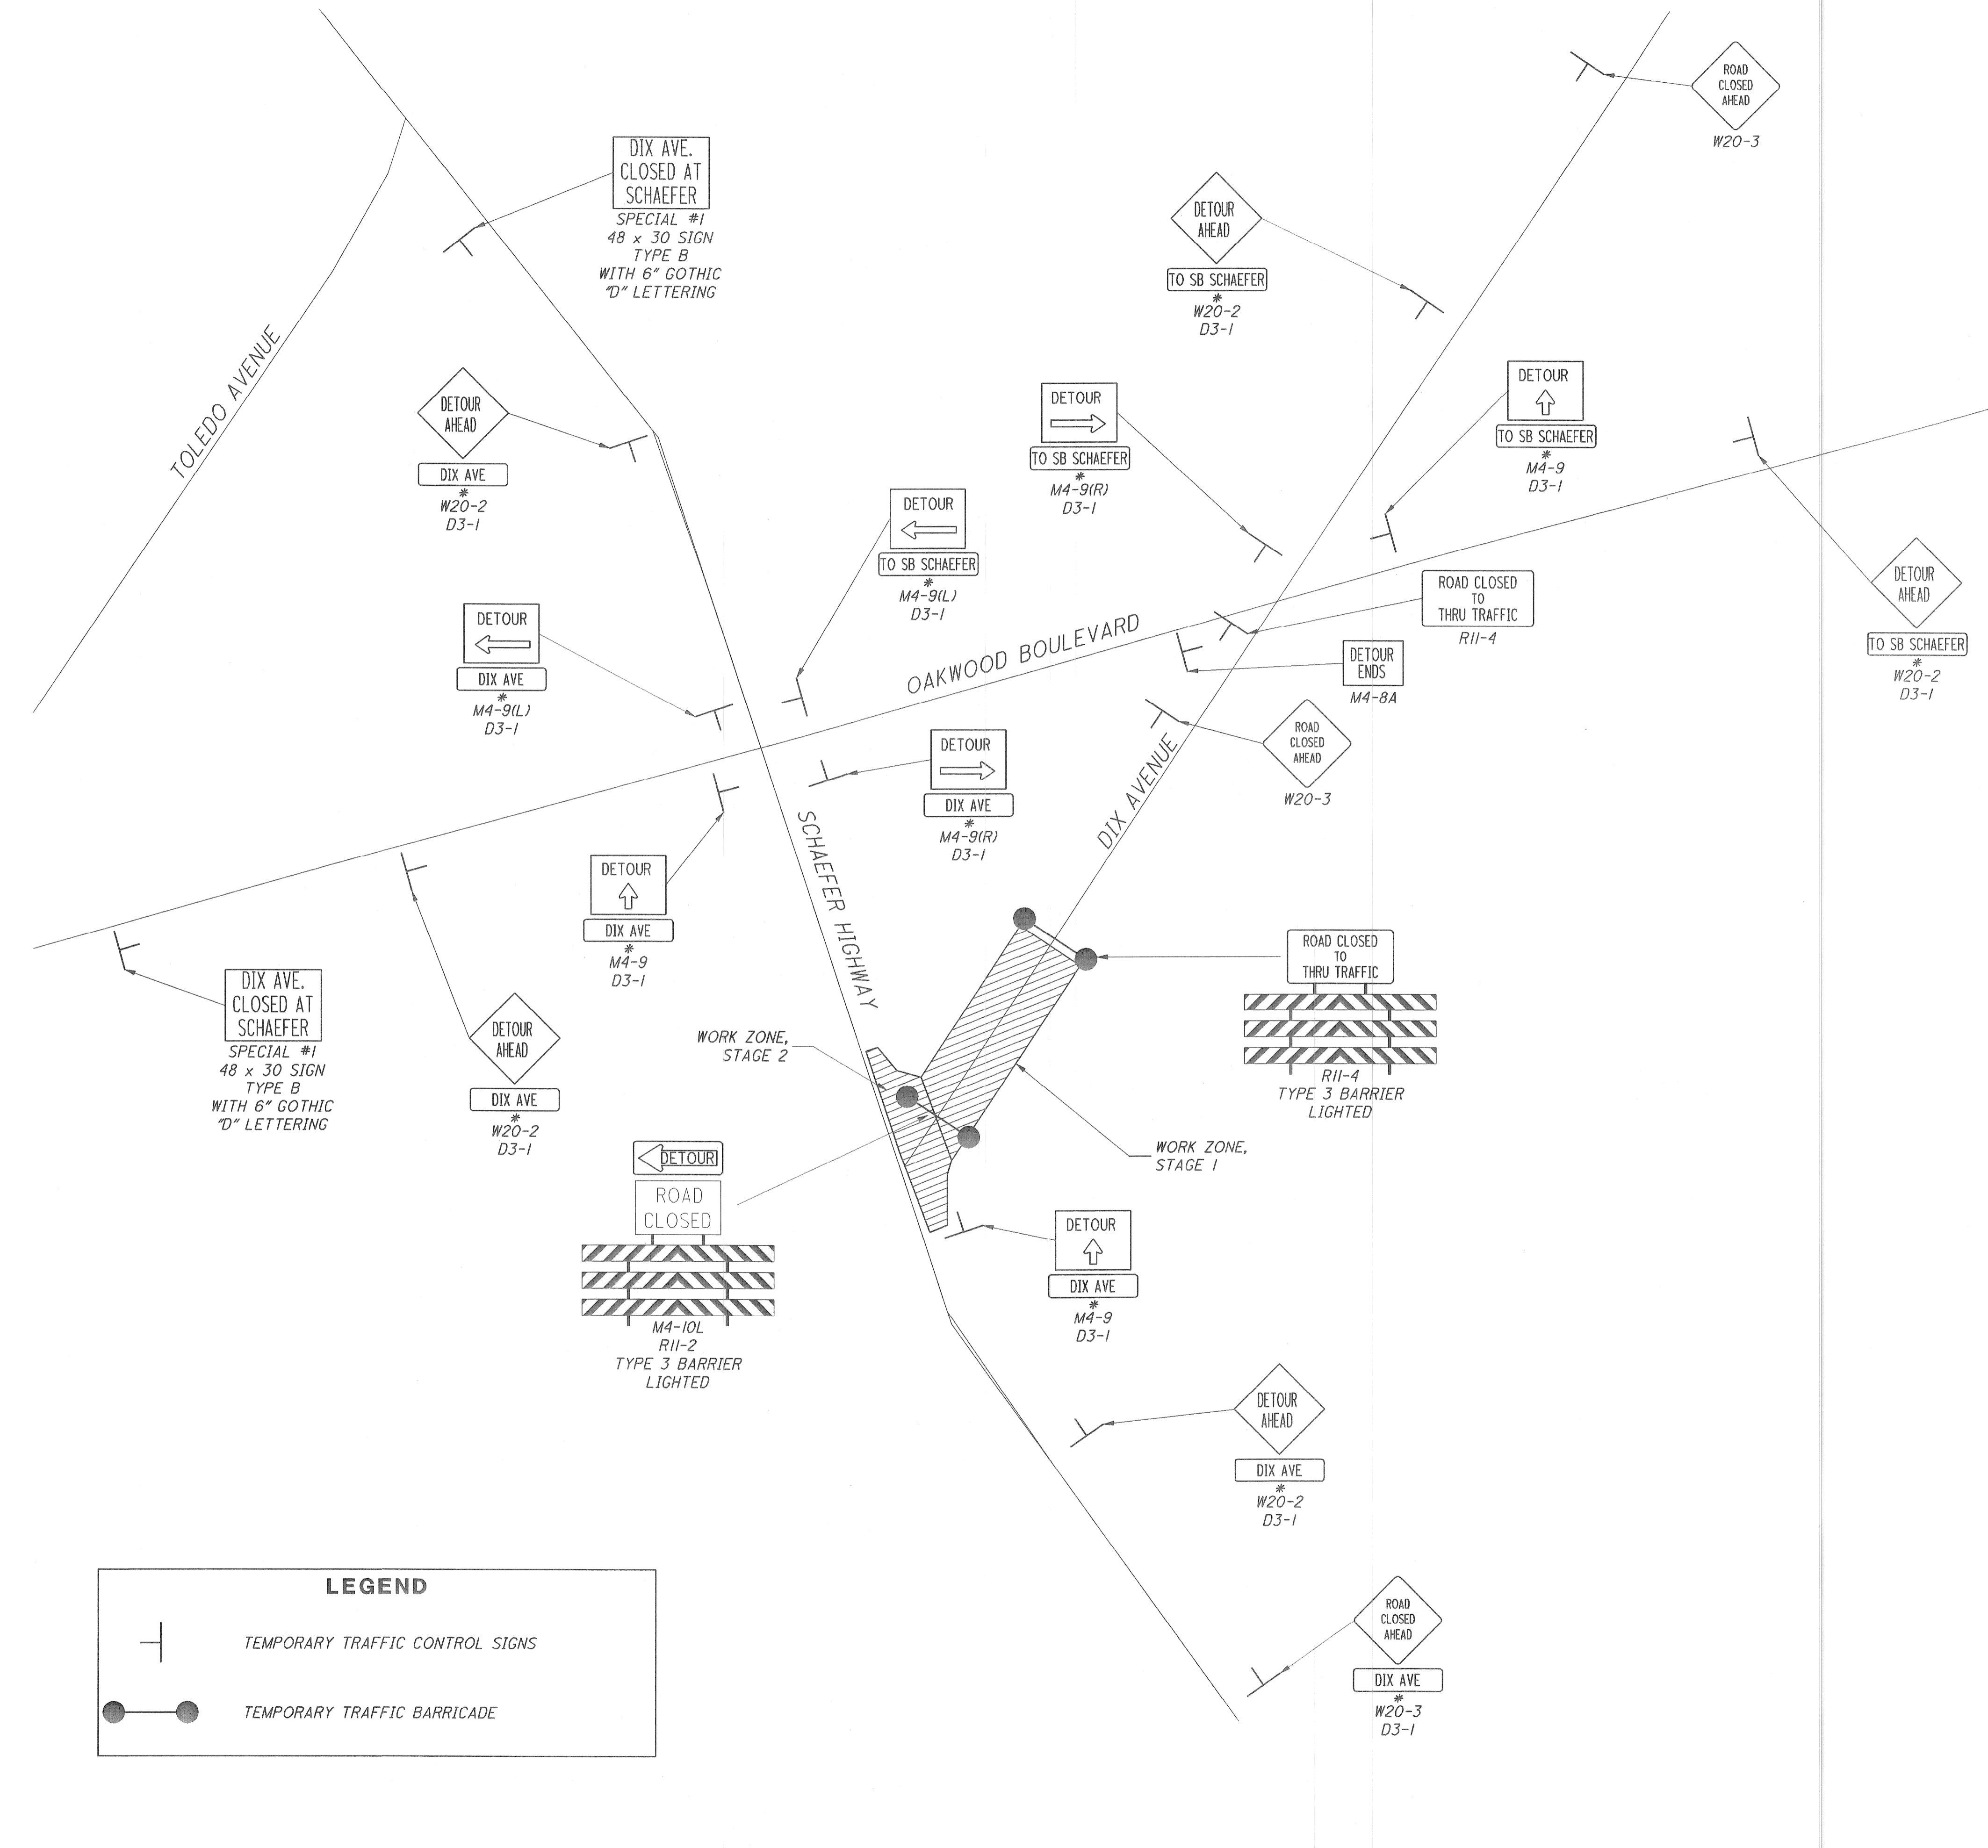 ROAD
CLOSED
AHEAD
W20-3
DIX AVE.
CLOSED AT
SCHAEFER
SPECIAL #1
48 x 30 SIGN
TYPE B
WITH 6" GOTHIC
"D" LETTERING
DETOUR
AHEAD
TO SB SCHAEFER
*
W20-2
D3-1
TOLEDO AVENUE
DETOUR
AHEAD
DIX AVE
*
W20-2
D3-1
DETOUR
TO SB SCHAEFER
*
M4-9(R)
D3-1
DETOUR
TO SB SCHAEFER
*
M4-9
D3-1
DETOUR
TO SB SCHAEFER
*
M4-9(L)
D3-1
DETOUR
AHEAD
TO SB SCHAEFER
*
W20-2
D3-1
ROAD CLOSED
TO
THRU TRAFFIC
R11-4
DETOUR
DIX AVE
*
M4-9(L)
D3-1
OAKWOOD BOULEVARD
DETOUR
ENDS
M4-8A
ROAD
CLOSED
AHEAD
W20-3
DETOUR
DIX AVE
*
M4-9(R)
D3-1
DIX AVENUE
SCHAEFER HIGHWAY
DETOUR
DIX AVE
*
M4-9
D3-1
DIX AVE.
CLOSED AT
SCHAEFER
SPECIAL #1
48 x 30 SIGN
TYPE B
WITH 6" GOTHIC
"D" LETTERING
DETOUR
AHEAD
DIX AVE
*
W20-2
D3-1
ROAD CLOSED
TO
THRU TRAFFIC
R11-4
TYPE 3 BARRIER
LIGHTED
WORK ZONE,
STAGE 2
WORK ZONE,
STAGE 1
DETOUR
ROAD
CLOSED
M4-10L
R11-2
TYPE 3 BARRIER
LIGHTED
DETOUR
DIX AVE
*
M4-9
D3-1
DETOUR
AHEAD
DIX AVE
*
W20-2
D3-1
ROAD
CLOSED
AHEAD
DIX AVE
*
W20-3
D3-1
LEGEND
TEMPORARY TRAFFIC CONTROL SIGNS
TEMPORARY TRAFFIC BARRICADE